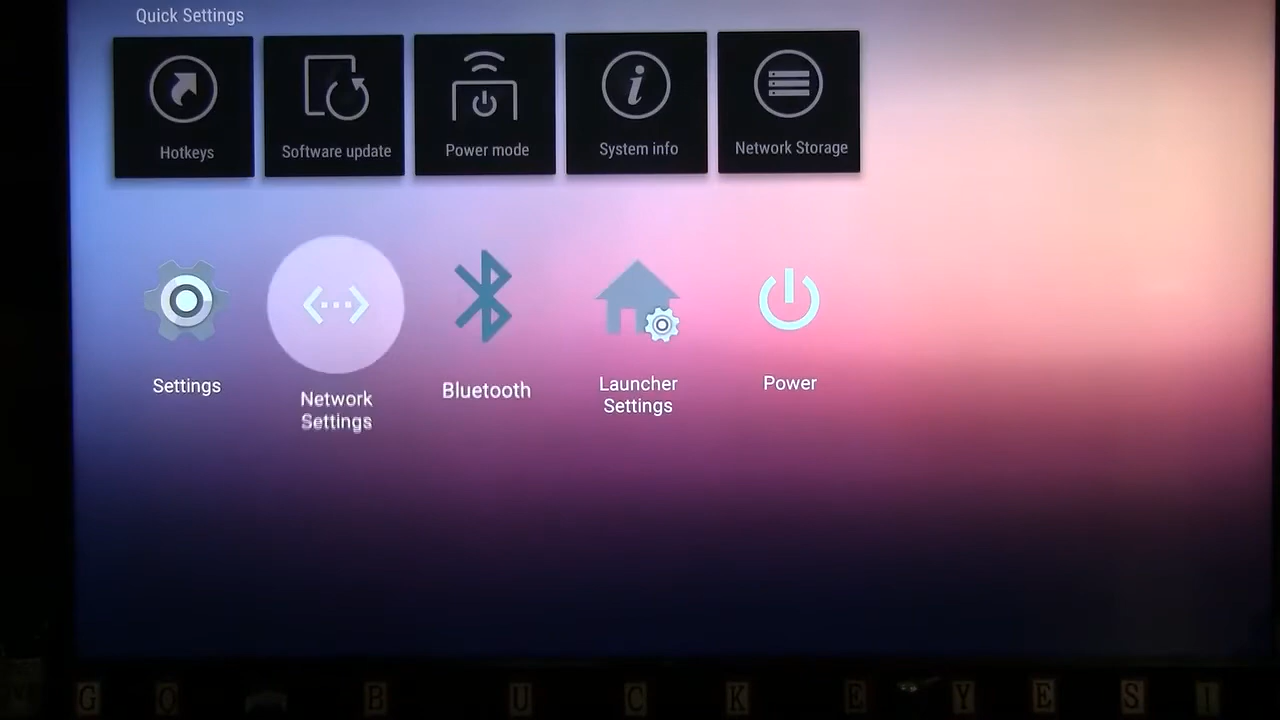 Quick Settings
Hotkeys
Software update
Power mode
System info
Network Storage
Settings
Network
Settings
Bluetooth
Launcher
Settings
Power
G O B U C K E Y E S